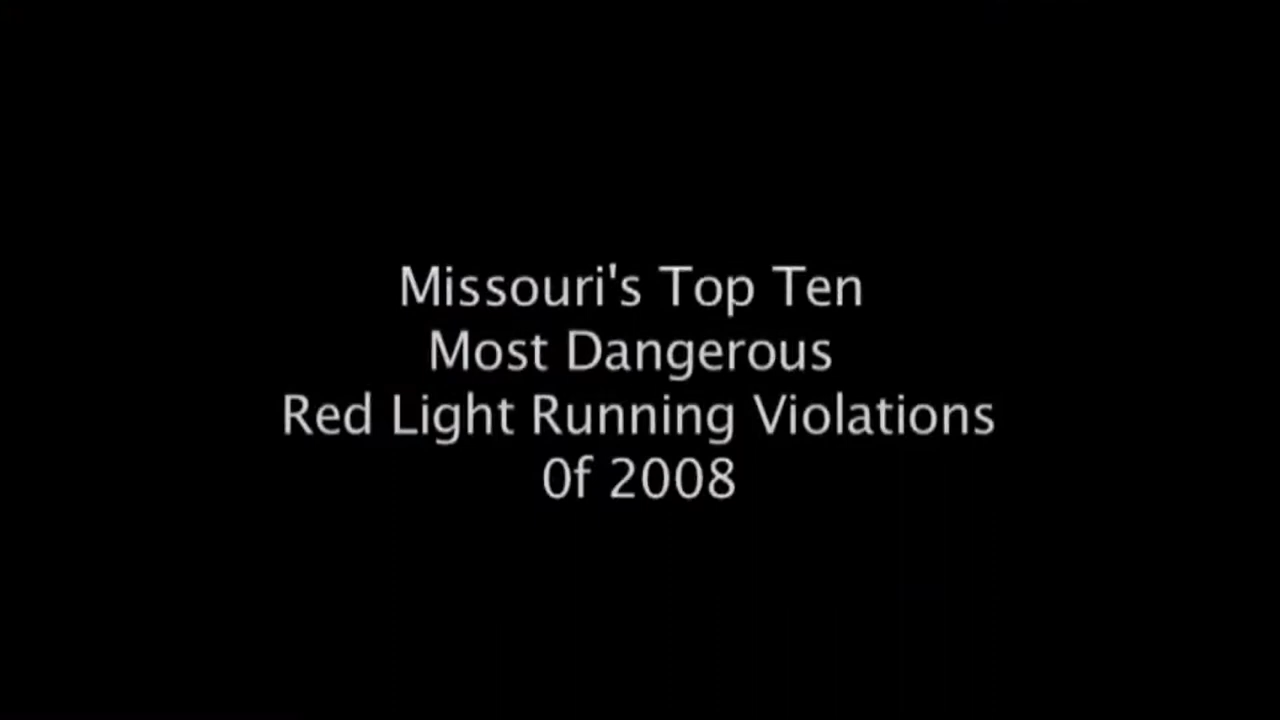 Missouri's Top Ten
Most Dangerous
Red Light Running Violations
0f 2008